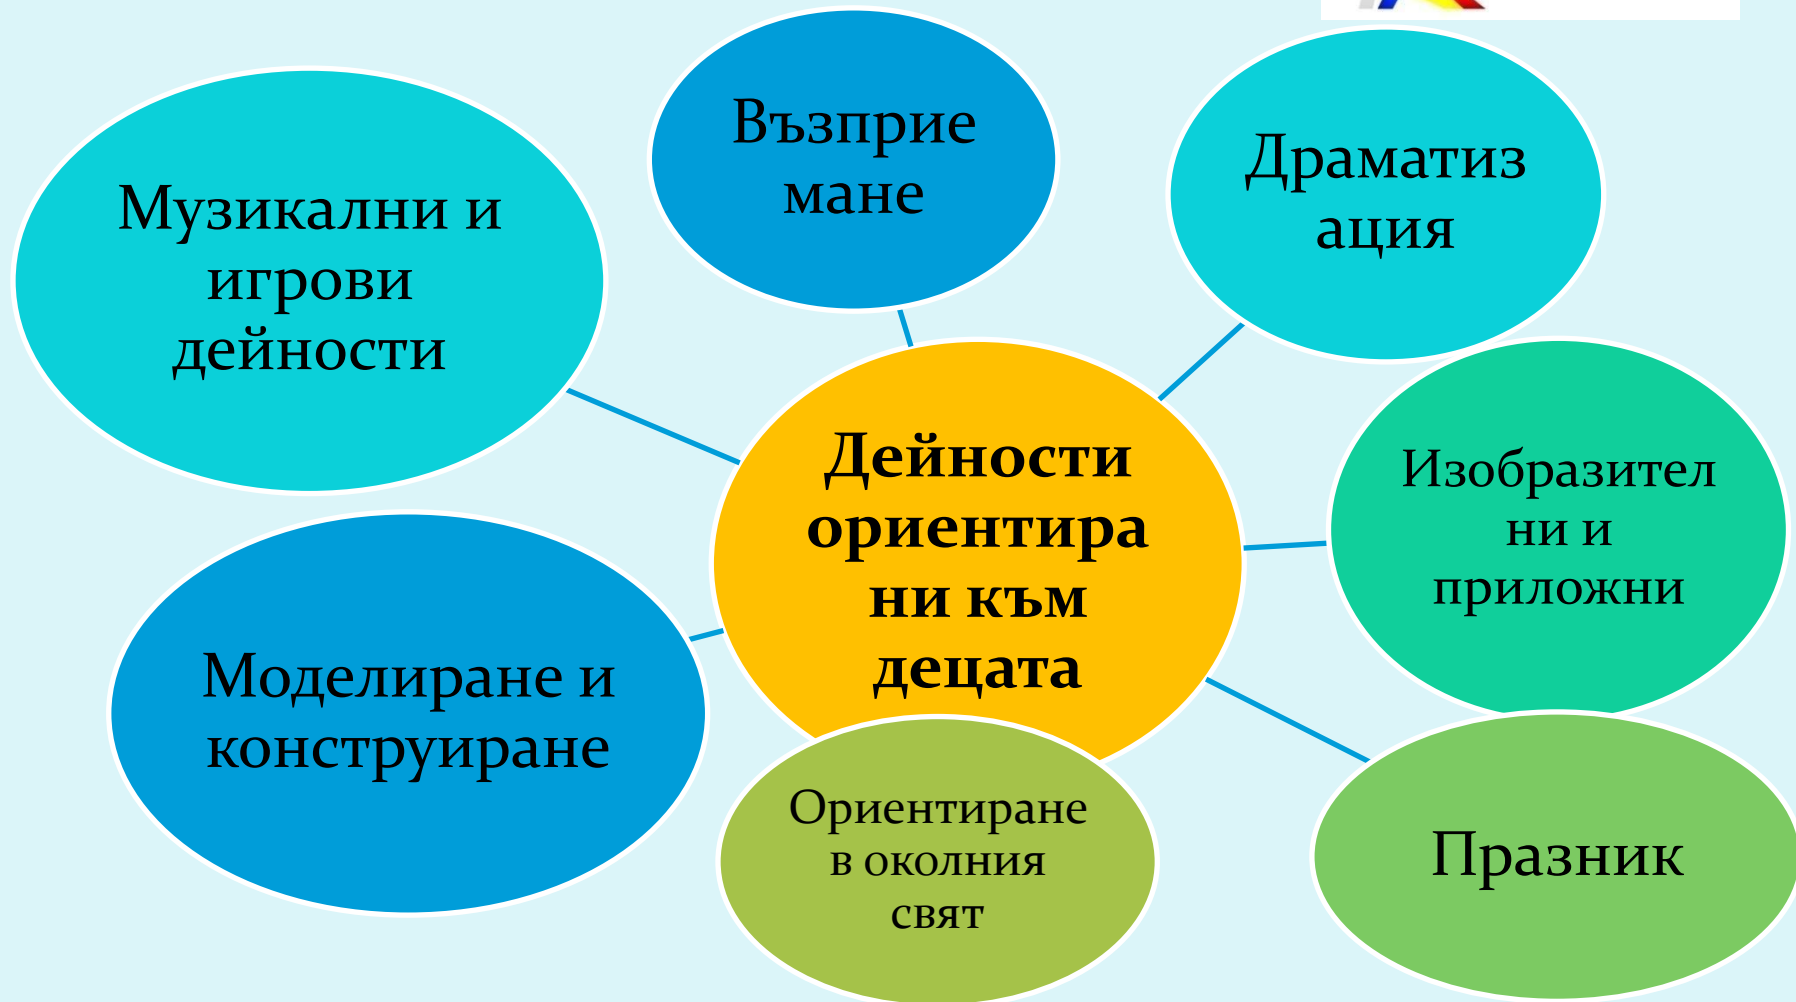 Възприе
мане
Драматиз
ация
Музикални и
игрови
дейности
Дейности
ориентира
ни към
децата
Изобразител
ни и
приложни
Моделиране и
конструиране
Ориентиране
в околния
свят
Празник